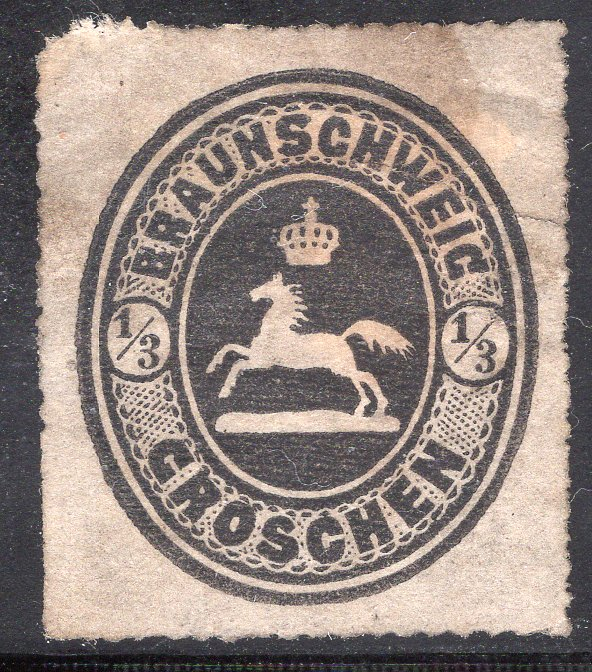 BRAUNSCHWEIG
1/3
1/3
GROSCHEN